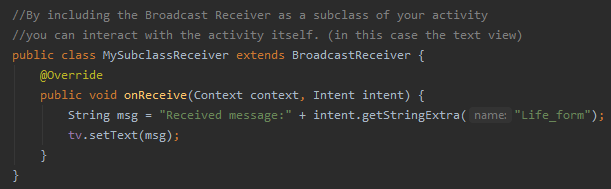 //By including the Broadcast Receiver as a subclass of your activity
//you can interact with the activity itself. (in this case the text view)
public class MySubclassReceiver extends BroadcastReceiver {
@Override
public void onReceive(Context context, Intent intent) {
String msg = "Received message:" + intent.getStringExtra( name: "Life_form");
tv.setText(msg);
}
}